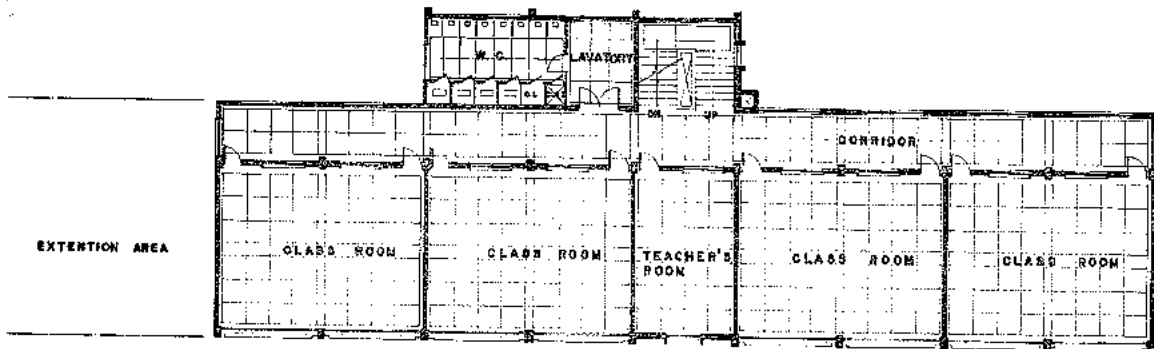 W. C.
LAVATORY
DN
UP
CORRIDOR
EXTENTION AREA
CLASS ROOM
CLASS ROOM
TEACHER'S
ROOM
CLASS ROOM
CLASS ROOM